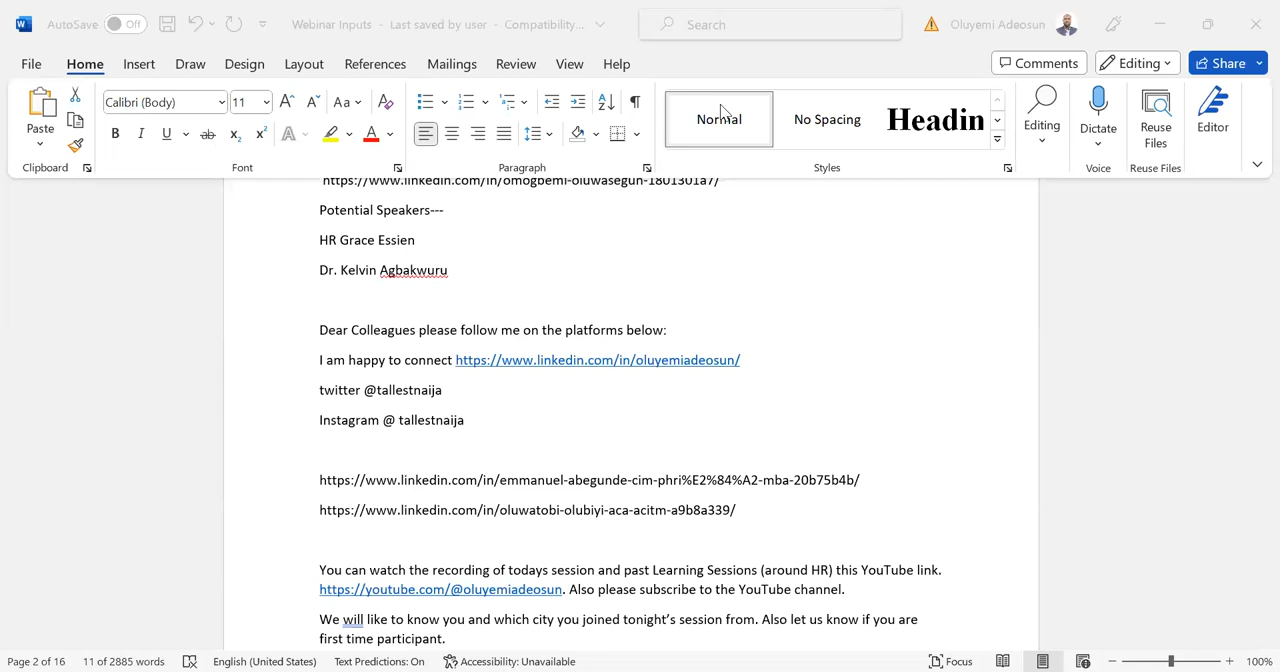 AutoSave Off Webinar Inputs - Last saved by user - Compatibility... Search Oluyemi Adeosun
File Home Insert Draw Design Layout References Mailings Review View Help Comments Editing Share
Paste Calibri (Body) 11 Aa Normal No Spacing Headin Editing Dictate Reuse Files Editor
Clipboard Font Paragraph Styles Voice Reuse Files
https://www.linkedin.com/in/omogbemi-oluwasegun-1801301a7/
Potential Speakers---
HR Grace Essien
Dr. Kelvin Agbakwuru
Dear Colleagues please follow me on the platforms below:
I am happy to connect https://www.linkedin.com/in/oluyemiadeosun/
twitter @tallestnaija
Instagram @ tallestnaija
https://www.linkedin.com/in/emmanuel-abegunde-cim-phri%E2%84%A2-mba-20b75b4b/
https://www.linkedin.com/in/oluwatobi-olubiyi-aca-acitm-a9b8a339/
You can watch the recording of todays session and past Learning Sessions (around HR) this YouTube link.
https://youtube.com/@oluyemiadeosun. Also please subscribe to the YouTube channel.
We will like to know you and which city you joined tonight's session from. Also let us know if you are
first time participant.
Page 2 of 16 11 of 2885 words English (United States) Text Predictions: On Accessibility: Unavailable Focus 100%